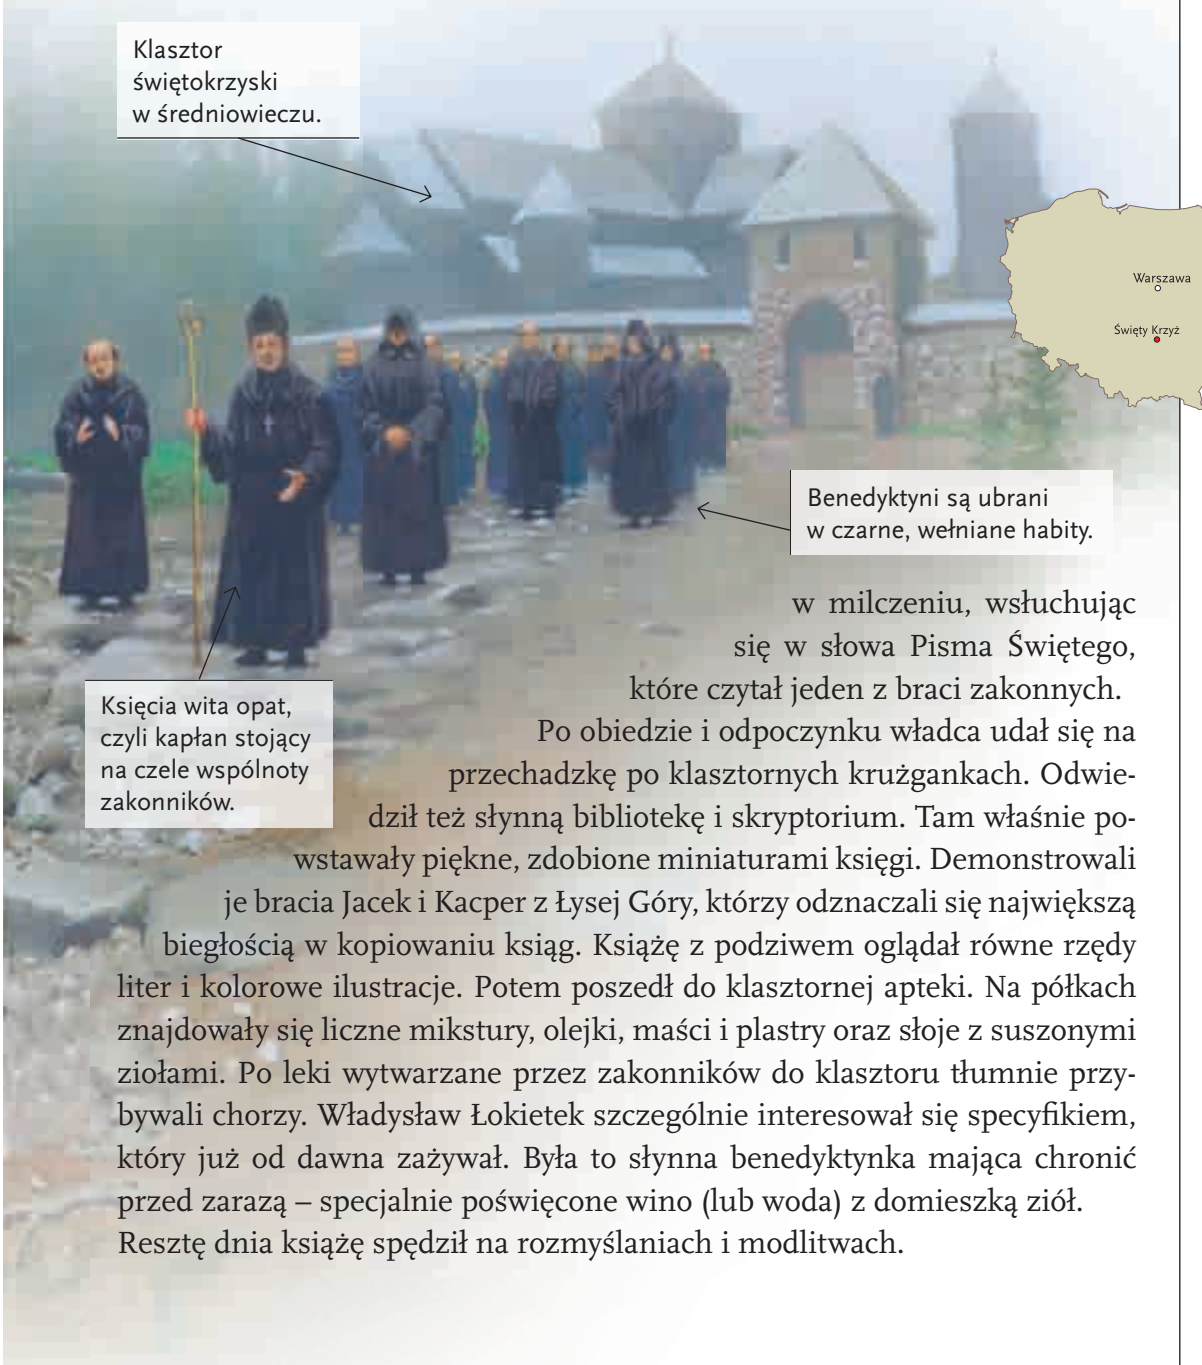 Klasztor
świętokrzyski
w średniowieczu.
Warszawa
Święty Krzyż
Benedyktyni są ubrani
w czarne, wełniane habity.
Księcia wita opat,
czyli kapłan stojący
na czele wspólnoty
zakonników.
w milczeniu, wsłuchując
się w słowa Pisma Świętego,
które czytał jeden z braci zakonnych.
Po obiedzie i odpoczynku władca udał się na
przechadzkę po klasztornych krużgankach. Odwie-
dził też słynną bibliotekę i skryptorium. Tam właśnie po-
wstawały piękne, zdobione miniaturami księgi. Demonstrowali
je bracia Jacek i Kacper z Łysej Góry, którzy odznaczali się największą
biegłością w kopiowaniu ksiąg. Książę z podziwem oglądał równe rzędy
liter i kolorowe ilustracje. Potem poszedł do klasztornej apteki. Na półkach
znajdowały się liczne mikstury, olejki, maści i plastry oraz słoje z suszonymi
ziołami. Po leki wytwarzane przez zakonników do klasztoru tłumnie przy-
bywali chorzy. Władysław Łokietek szczególnie interesował się specyfikiem,
który już od dawna zażywał. Była to słynna benedyktynka mająca chronić
przed zarazą – specjalnie poświęcone wino (lub woda) z domieszką ziół.
Resztę dnia książę spędził na rozmyślaniach i modlitwach.